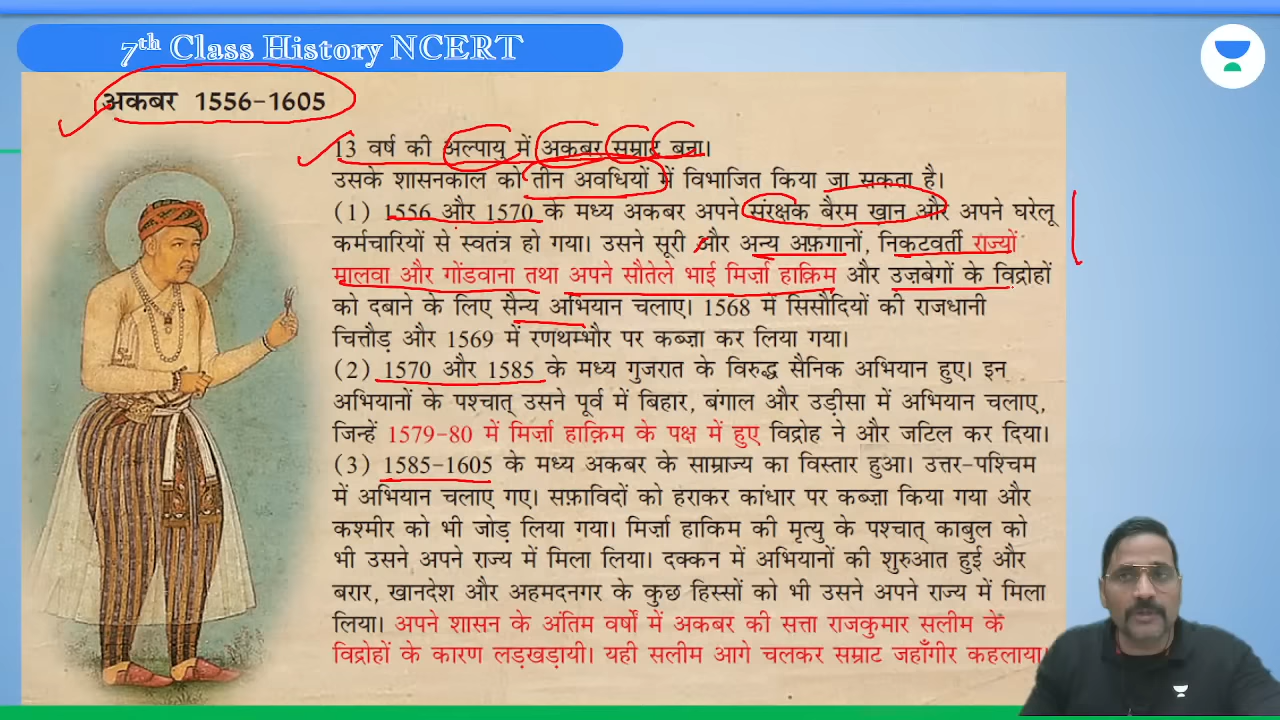 7th Class History NCERT
अकबर 1556-1605
13 वर्ष की अल्पायु में अकबर सम्राट बना।
उसके शासनकाल को तीन अवधियों में विभाजित किया जा सकता है।
(1) 1556 और 1570 के मध्य अकबर अपने संरक्षक बैरम ख़ान और अपने घरेलू
कर्मचारियों से स्वतंत्र हो गया। उसने सूरी और अन्य अफ़गानों, निकटवर्ती राज्यों
मालवा और गोंडवाना तथा अपने सौतेले भाई मिर्ज़ा हाक़िम और उज़बेगों के विद्रोहों
को दबाने के लिए सैन्य अभियान चलाए। 1568 में सिसौदियों की राजधानी
चित्तौड़ और 1569 में रणथम्भौर पर कब्ज़ा कर लिया गया।
(2) 1570 और 1585 के मध्य गुजरात के विरुद्ध सैनिक अभियान हुए। इन
अभियानों के पश्चात् उसने पूर्व में बिहार, बंगाल और उड़ीसा में अभियान चलाए,
जिन्हें 1579-80 में मिर्ज़ा हाक़िम के पक्ष में हुए विद्रोह ने और जटिल कर दिया।
(3) 1585-1605 के मध्य अकबर के साम्राज्य का विस्तार हुआ। उत्तर-पश्चिम
में अभियान चलाए गए। सफ़ाविदों को हराकर कांधार पर कब्ज़ा किया गया और
कश्मीर को भी जोड़ लिया गया। मिर्ज़ा हाकिम की मृत्यु के पश्चात् काबुल को
भी उसने अपने राज्य में मिला लिया। दक्कन में अभियानों की शुरुआत हुई और
बरार, खानदेश और अहमदनगर के कुछ हिस्सों को भी उसने अपने राज्य में मिला
लिया। अपने शासन के अंतिम वर्षों में अकबर की सत्ता राजकुमार सलीम के
विद्रोहों के कारण लड़खड़ायी। यही सलीम आगे चलकर सम्राट जहाँगीर कहलाया।